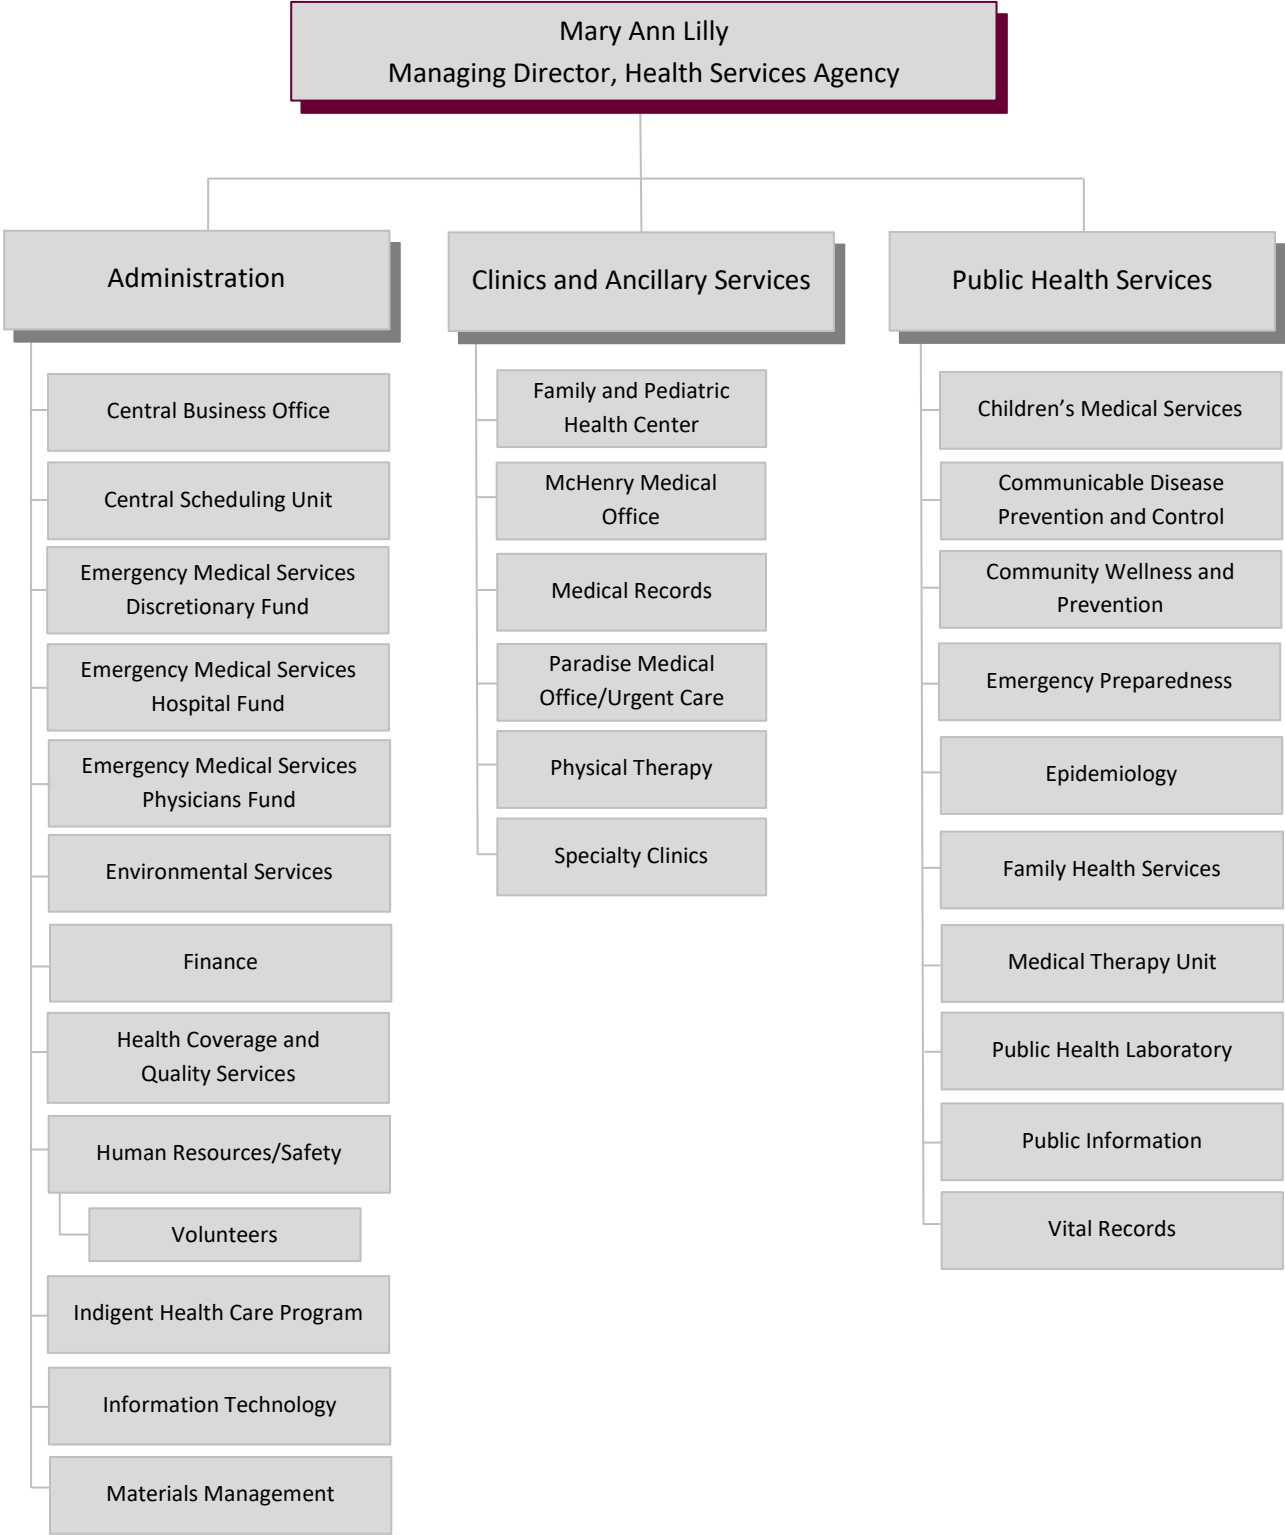 Mary Ann Lilly
Managing Director, Health Services Agency
Administration
Central Business Office
Central Scheduling Unit
Emergency Medical Services
Discretionary Fund
Emergency Medical Services
Hospital Fund
Emergency Medical Services
Physicians Fund
Environmental Services
Finance
Health Coverage and
Quality Services
Human Resources/Safety
Volunteers
Indigent Health Care Program
Information Technology
Materials Management
Clinics and Ancillary Services
Family and Pediatric
Health Center
McHenry Medical
Office
Medical Records
Paradise Medical
Office/Urgent Care
Physical Therapy
Specialty Clinics
Public Health Services
Children’s Medical Services
Communicable Disease
Prevention and Control
Community Wellness and
Prevention
Emergency Preparedness
Epidemiology
Family Health Services
Medical Therapy Unit
Public Health Laboratory
Public Information
Vital Records